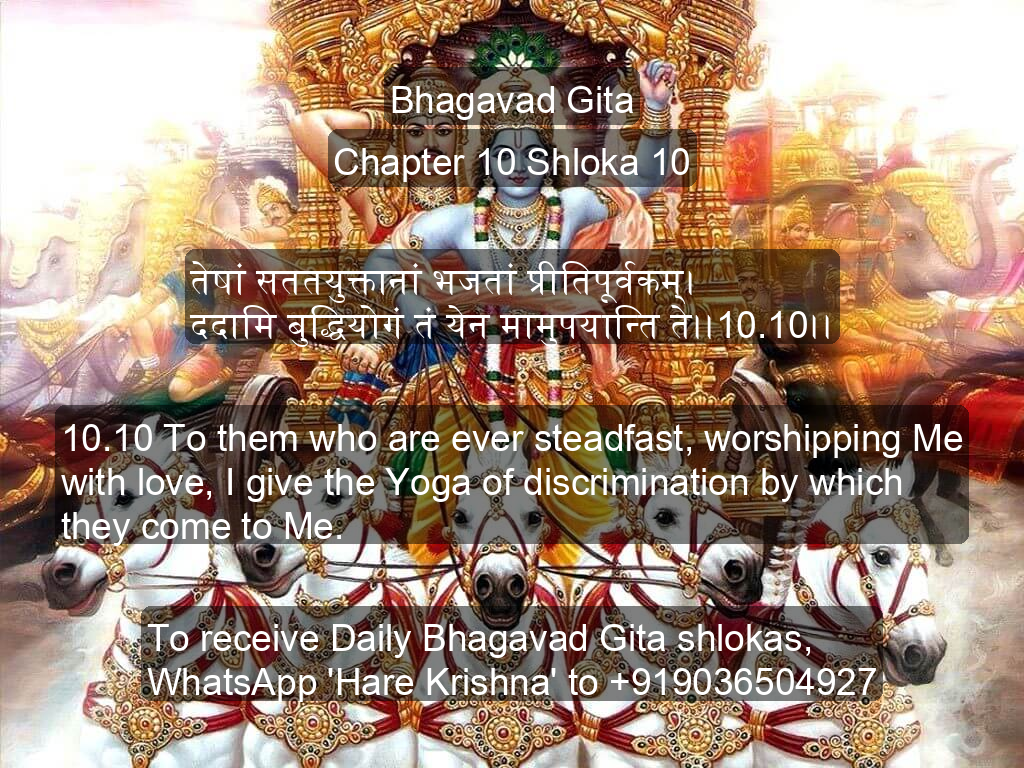 Bhagavad Gita
Chapter 10 Shloka 10
तेषां सततयुक्तानां भजतां प्रीतिपूर्वकम्।
ददामि बुद्धियोगं तं येन मामुपयान्ति ते।।10.10।।
10.10 To them who are ever steadfast, worshipping Me
with love, I give the Yoga of discrimination by which
they come to Me.
To receive Daily Bhagavad Gita shlokas,
WhatsApp 'Hare Krishna' to +919036504927